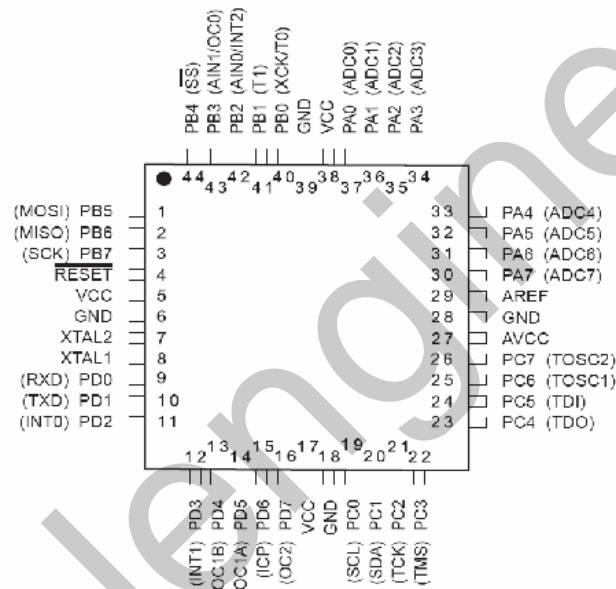 PB4 (SS)
PB3 (AIN1/OC0)
PB2 (AIN0/INT2)
PB1 (T1)
PB0 (XCK/T0)
GND
VCC
PA0 (ADC0)
PA1 (ADC1)
PA2 (ADC2)
PA3 (ADC3)
44 43 42 41 40 39 38 37 36 35 34
(MOSI) PB5 1
(MISO) PB6 2
(SCK) PB7 3
RESET 4
VCC 5
GND 6
XTAL2 7
XTAL1 8
(RXD) PD0 9
(TXD) PD1 10
(INT0) PD2 11
33 PA4 (ADC4)
32 PA5 (ADC5)
31 PA6 (ADC6)
30 PA7 (ADC7)
29 AREF
28 GND
27 AVCC
26 PC7 (TOSC2)
25 PC6 (TOSC1)
24 PC5 (TDI)
23 PC4 (TDO)
12 13 14 15 16 17 18 19 20 21 22
(INT1) PD3
OC1B) PD4
OC1A) PD5
(ICP) PD6
(OC2) PD7
VCC
GND
(SCL) PC0
(SDA) PC1
(TCK) PC2
(TMS) PC3